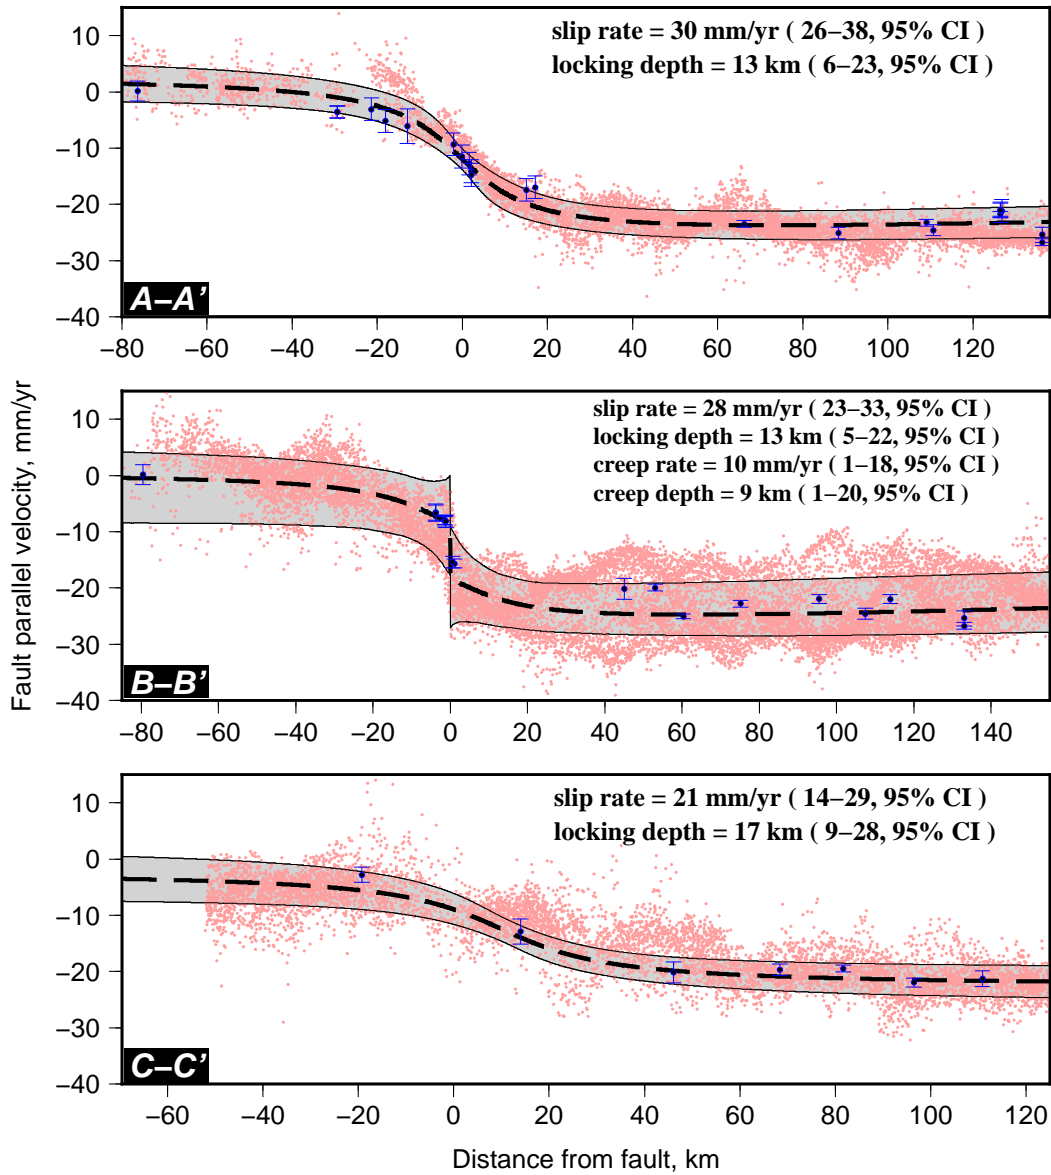 slip rate = 30 mm/yr ( 26–38, 95% CI )
locking depth = 13 km ( 6–23, 95% CI )
10
0
−10
−20
−30
−40
A–A’
−80 −60 −40 −20 0 20 40 60 80 100 120
slip rate = 28 mm/yr ( 23–33, 95% CI )
locking depth = 13 km ( 5–22, 95% CI )
creep rate = 10 mm/yr ( 1–18, 95% CI )
creep depth = 9 km ( 1–20, 95% CI )
Fault parallel velocity, mm/yr
10
0
−10
−20
−30
−40
B–B’
−80 −60 −40 −20 0 20 40 60 80 100 120 140
slip rate = 21 mm/yr ( 14–29, 95% CI )
locking depth = 17 km ( 9–28, 95% CI )
10
0
−10
−20
−30
−40
C–C’
−60 −40 −20 0 20 40 60 80 100 120
Distance from fault, km